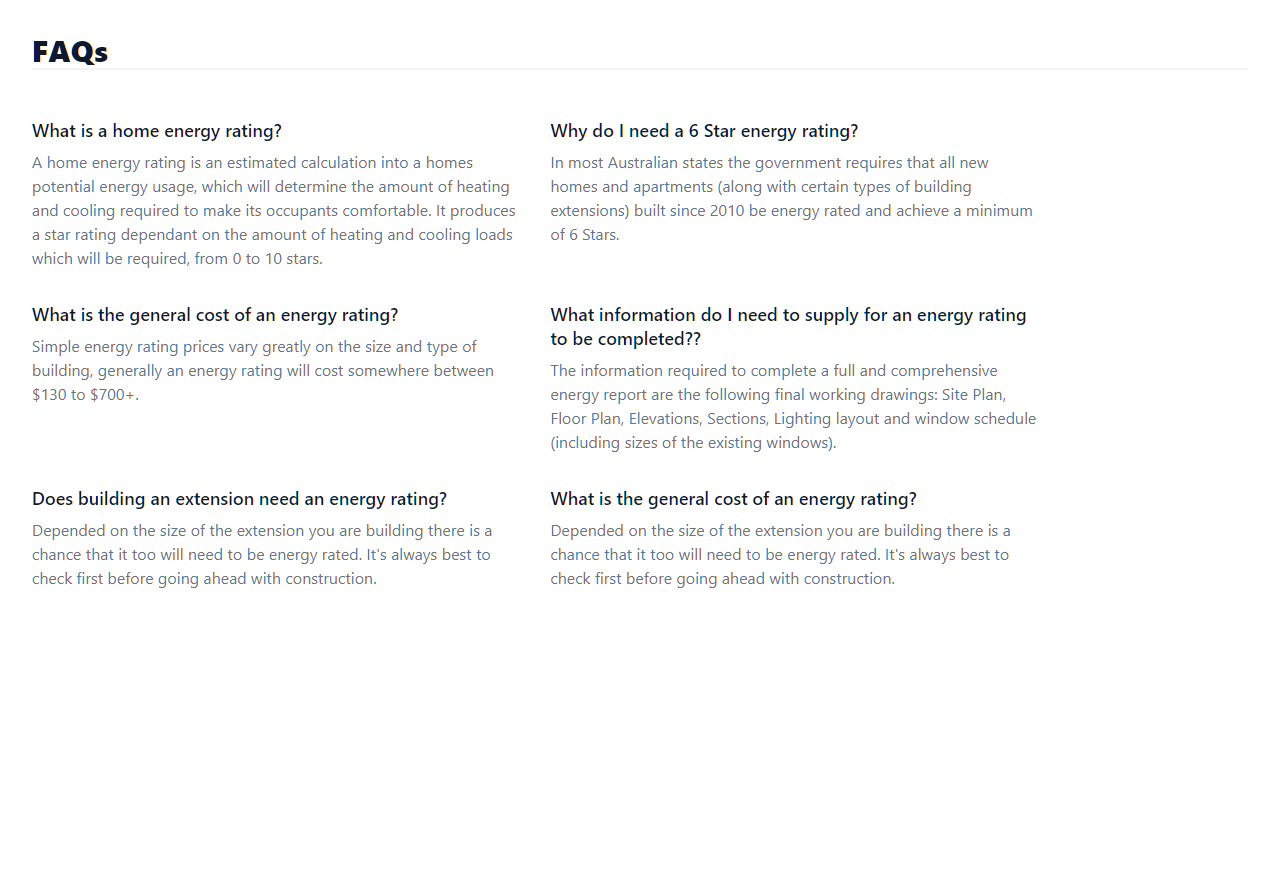 FAQs
What is a home energy rating?
A home energy rating is an estimated calculation into a homes
potential energy usage, which will determine the amount of heating
and cooling required to make its occupants comfortable. It produces
a star rating dependant on the amount of heating and cooling loads
which will be required, from 0 to 10 stars.
Why do I need a 6 Star energy rating?
In most Australian states the government requires that all new
homes and apartments (along with certain types of building
extensions) built since 2010 be energy rated and achieve a minimum
of 6 Stars.
What is the general cost of an energy rating?
Simple energy rating prices vary greatly on the size and type of
building, generally an energy rating will cost somewhere between
$130 to $700+.
What information do I need to supply for an energy rating
to be completed??
The information required to complete a full and comprehensive
energy report are the following final working drawings: Site Plan,
Floor Plan, Elevations, Sections, Lighting layout and window schedule
(including sizes of the existing windows).
Does building an extension need an energy rating?
Depended on the size of the extension you are building there is a
chance that it too will need to be energy rated. It's always best to
check first before going ahead with construction.
What is the general cost of an energy rating?
Depended on the size of the extension you are building there is a
chance that it too will need to be energy rated. It's always best to
check first before going ahead with construction.